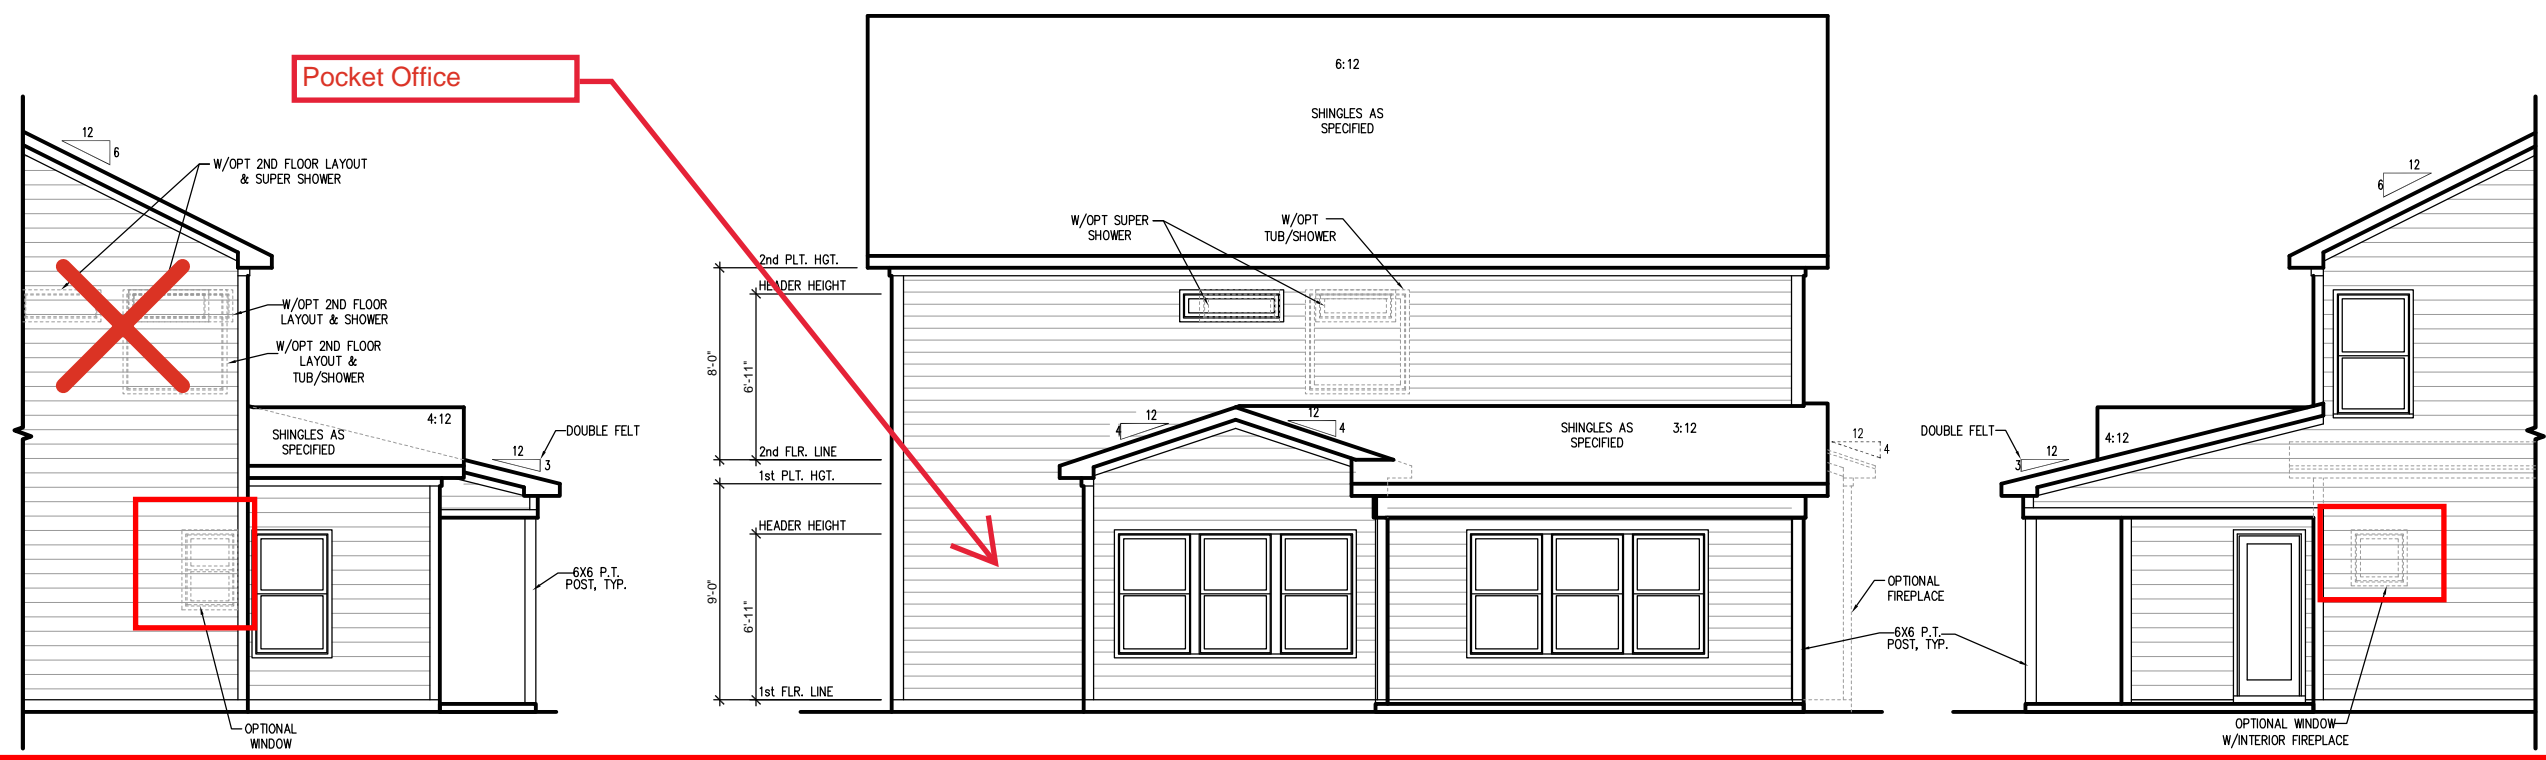 Pocket Office
12
6
W/OPT 2ND FLOOR LAYOUT
& SUPER SHOWER
W/OPT 2ND FLOOR
LAYOUT & SHOWER
W/OPT 2ND FLOOR
LAYOUT &
TUB/SHOWER
4:12
SHINGLES AS
SPECIFIED
12
3
DOUBLE FELT
6X6 P.T.
POST, TYP.
OPTIONAL
WINDOW
6:12
SHINGLES AS
SPECIFIED
W/OPT SUPER
SHOWER
W/OPT
TUB/SHOWER
2nd PLT. HGT.
HEADER HEIGHT
8'-0"
6'-11"
2nd FLR. LINE
1st PLT. HGT.
HEADER HEIGHT
9'-0"
6'-11"
1st FLR. LINE
12
4
12
4
SHINGLES AS
SPECIFIED
3:12
12
4
OPTIONAL
FIREPLACE
6X6 P.T.
POST, TYP.
12
6
DOUBLE FELT
12
3
4:12
OPTIONAL WINDOW
W/INTERIOR FIREPLACE